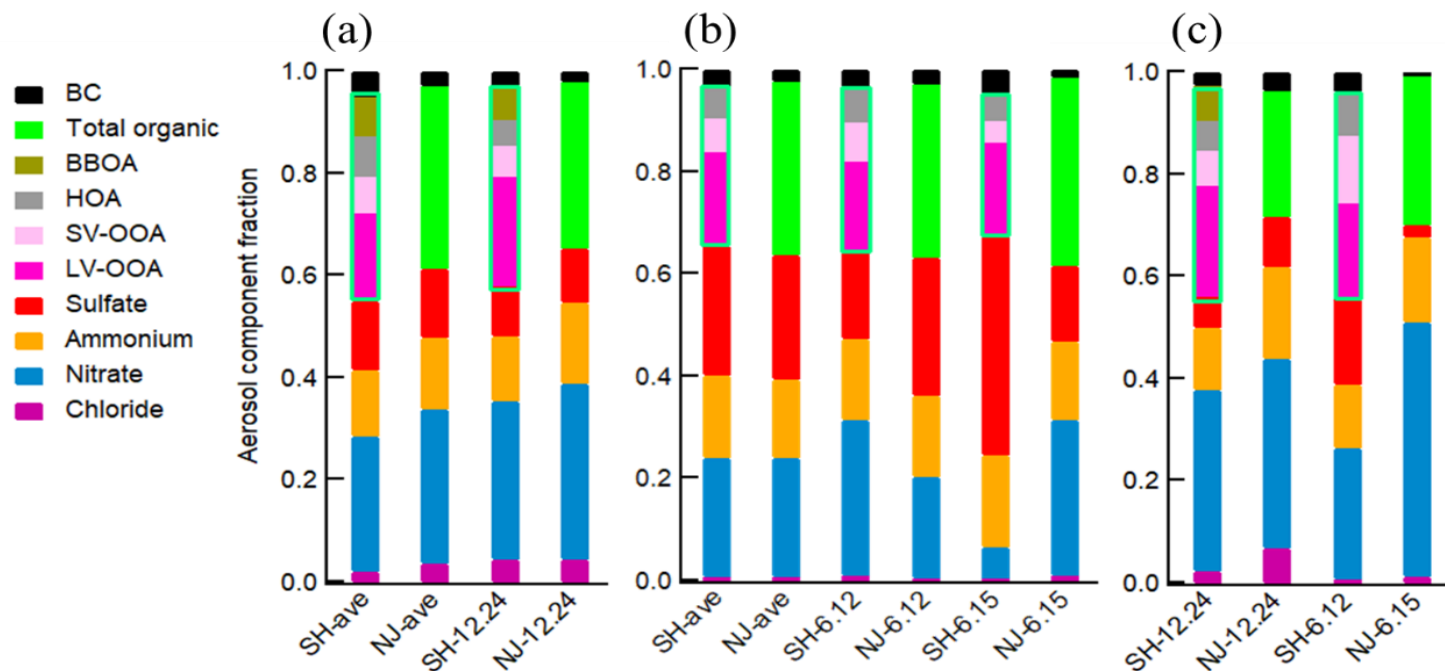 (a)
(b)
(c)
BC
Total organic
BBOA
HOA
SV-OOA
LV-OOA
Sulfate
Ammonium
Nitrate
Chloride
Aerosol component fraction
1.0
0.8
0.6
0.4
0.2
0.0
SH-ave
NJ-ave
SH-12.24
NJ-12.24
1.0
0.8
0.6
0.4
0.2
0.0
SH-ave
NJ-ave
SH-6.12
NJ-6.12
SH-6.15
NJ-6.15
1.0
0.8
0.6
0.4
0.2
0.0
SH-12.24
NJ-12.24
SH-6.12
NJ-6.15